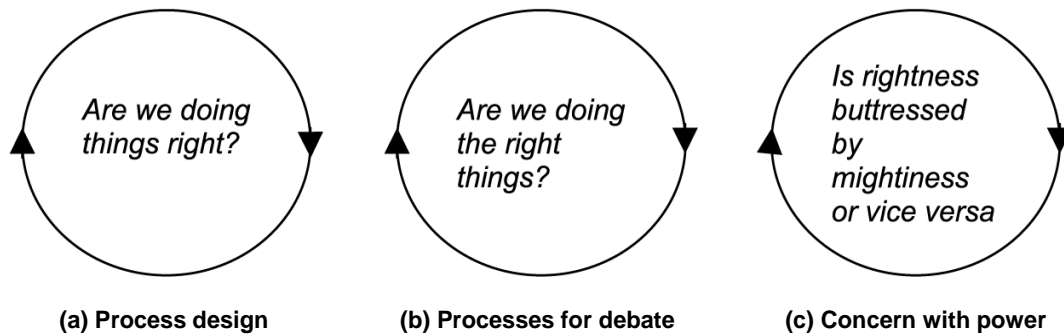 Are we doing
things right?
Are we doing
the right
things?
Is rightness
buttressed
by
mightiness
or vice versa
(a) Process design
(b) Processes for debate
(c) Concern with power